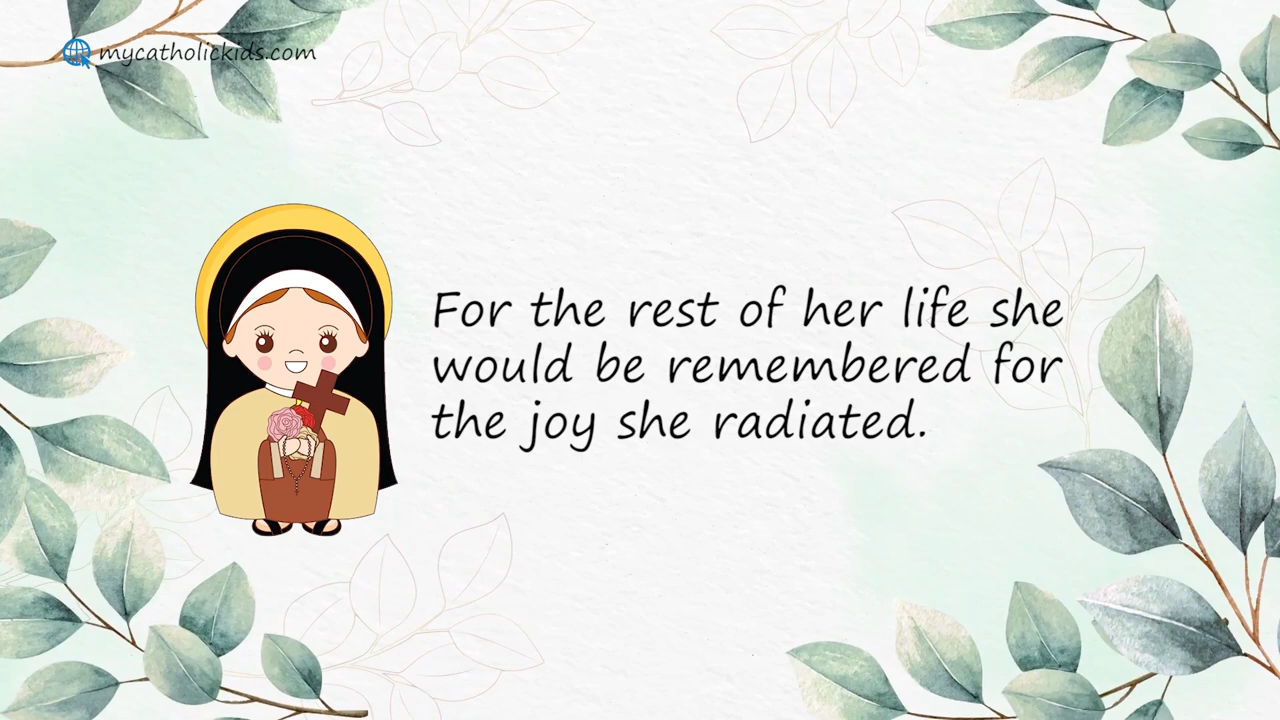 mycatholickids.com
For the rest of her life she
would be remembered for
the joy she radiated.